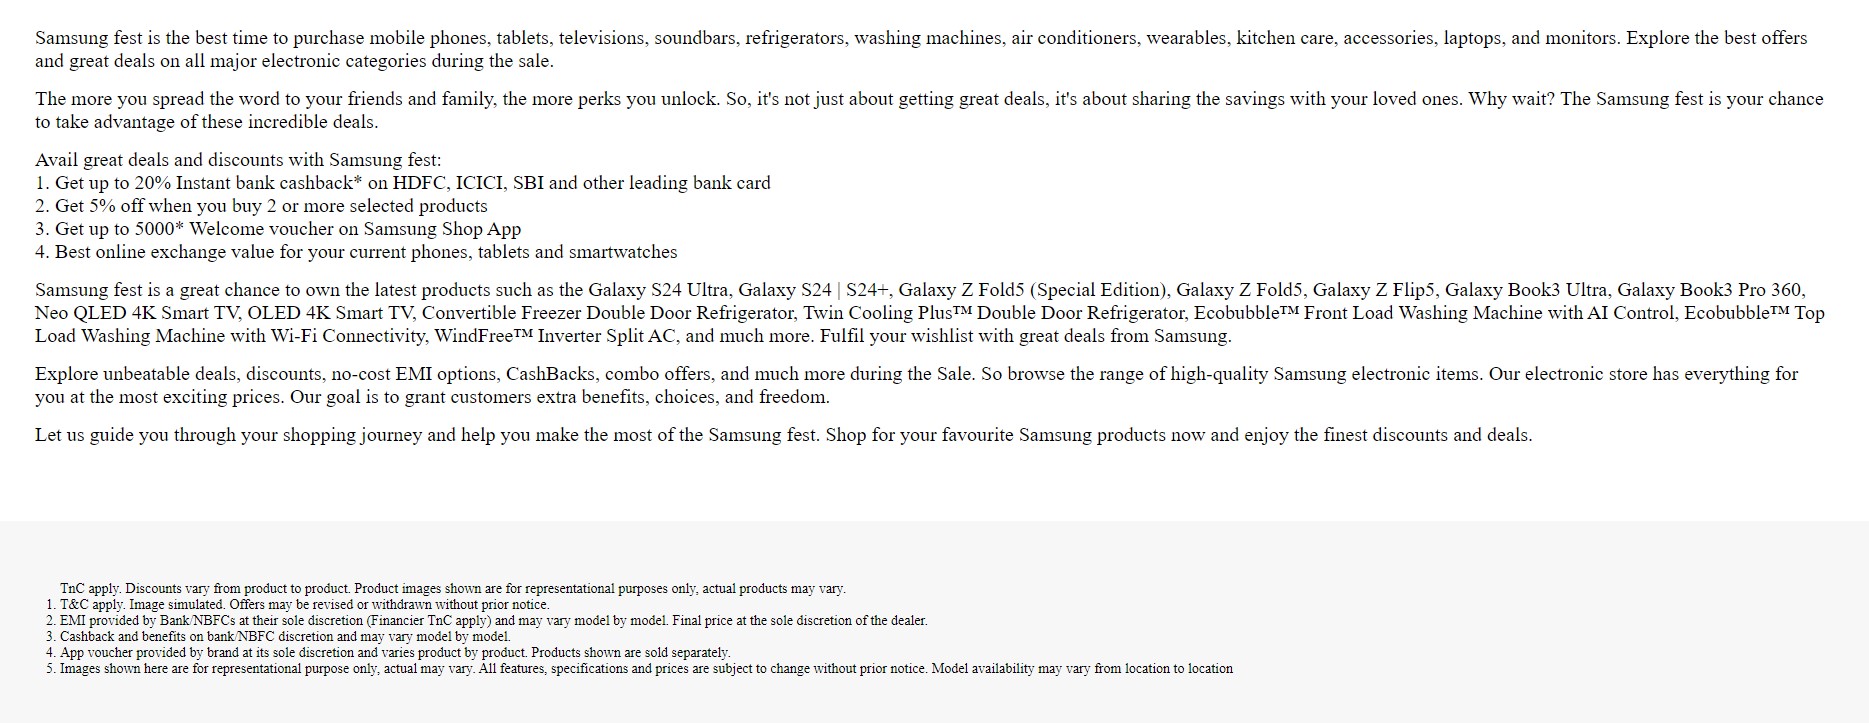 Samsung fest is the best time to purchase mobile phones, tablets, televisions, soundbars, refrigerators, washing machines, air conditioners, wearables, kitchen care, accessories, laptops, and monitors. Explore the best offers
and great deals on all major electronic categories during the sale.
The more you spread the word to your friends and family, the more perks you unlock. So, it's not just about getting great deals, it's about sharing the savings with your loved ones. Why wait? The Samsung fest is your chance
to take advantage of these incredible deals.
Avail great deals and discounts with Samsung fest:
1. Get up to 20% Instant bank cashback* on HDFC, ICICI, SBI and other leading bank card
2. Get 5% off when you buy 2 or more selected products
3. Get up to 5000* Welcome voucher on Samsung Shop App
4. Best online exchange value for your current phones, tablets and smartwatches
Samsung fest is a great chance to own the latest products such as the Galaxy S24 Ultra, Galaxy S24 | S24+, Galaxy Z Fold5 (Special Edition), Galaxy Z Fold5, Galaxy Z Flip5, Galaxy Book3 Ultra, Galaxy Book3 Pro 360,
Neo QLED 4K Smart TV, OLED 4K Smart TV, Convertible Freezer Double Door Refrigerator, Twin Cooling Plus™ Double Door Refrigerator, Ecobubble™ Front Load Washing Machine with AI Control, Ecobubble™ Top
Load Washing Machine with Wi-Fi Connectivity, WindFree™ Inverter Split AC, and much more. Fulfil your wishlist with great deals from Samsung.
Explore unbeatable deals, discounts, no-cost EMI options, CashBacks, combo offers, and much more during the Sale. So browse the range of high-quality Samsung electronic items. Our electronic store has everything for
you at the most exciting prices. Our goal is to grant customers extra benefits, choices, and freedom.
Let us guide you through your shopping journey and help you make the most of the Samsung fest. Shop for your favourite Samsung products now and enjoy the finest discounts and deals.
TnC apply. Discounts vary from product to product. Product images shown are for representational purposes only, actual products may vary.
1. T&C apply. Image simulated. Offers may be revised or withdrawn without prior notice.
2. EMI provided by Bank/NBFCs at their sole discretion (Financier TnC apply) and may vary model by model. Final price at the sole discretion of the dealer.
3. Cashback and benefits on bank/NBFC discretion and may vary model by model.
4. App voucher provided by brand at its sole discretion and varies product by product. Products shown are sold separately.
5. Images shown here are for representational purpose only, actual may vary. All features, specifications and prices are subject to change without prior notice. Model availability may vary from location to location